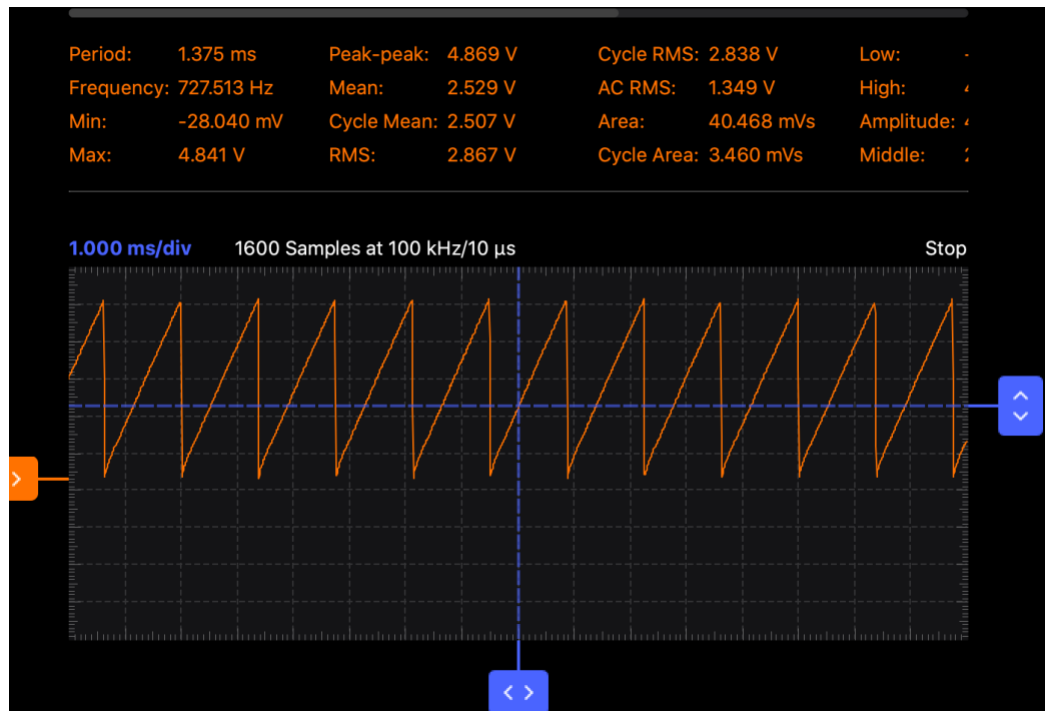 Period: 1.375 ms Peak-peak: 4.869 V Cycle RMS: 2.838 V Low: -
Frequency: 727.513 Hz Mean: 2.529 V AC RMS: 1.349 V High:
Min: -28.040 mV Cycle Mean: 2.507 V Area: 40.468 mVs Amplitude:
Max: 4.841 V RMS: 2.867 V Cycle Area: 3.460 mVs Middle:
1.000 ms/div 1600 Samples at 100 kHz/10 µs Stop